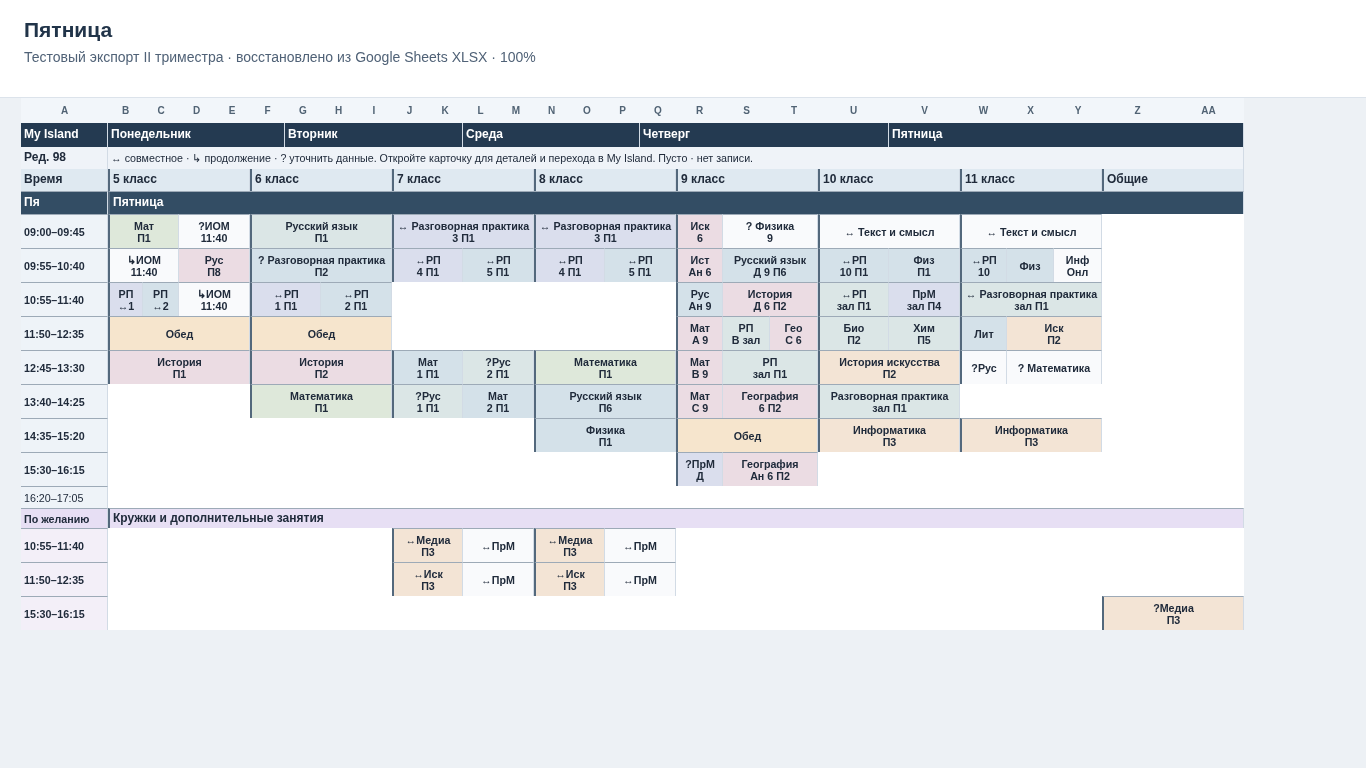 Пятница
Тестовый экспорт II триместра · восстановлено из Google Sheets XLSX · 100%
A B C D E F G H I J K L M N O P Q R S T U V W X Y Z AA
My Island Понедельник Вторник Среда Четверг Пятница
Ред. 98 ↔ совместное · ↳ продолжение · ? уточнить данные. Откройте карточку для деталей и перехода в My Island. Пусто · нет записи.
Время 5 класс 6 класс 7 класс 8 класс 9 класс 10 класс 11 класс Общие
Пя Пятница
09:00–09:45 Мат ?ИОМ Русский язык ↔ Разговорная практика ↔ Разговорная практика Иск ? Физика ↔ Текст и смысл ↔ Текст и смысл
П1 11:40 П1 3 П1 3 П1 6 9
09:55–10:40 ↳ИОМ Рус ? Разговорная практика ↔РП ↔РП ↔РП ↔РП Ист Русский язык ↔РП Физ ↔РП Физ Инф
11:40 П8 П2 4 П1 5 П1 4 П1 5 П1 Ан 6 Д 9 П6 10 П1 П1 10 Онл
10:55–11:40 РП РП ↳ИОМ ↔РП ↔РП Рус История ↔РП ПрМ ↔ Разговорная практика
↔1 ↔2 11:40 1 П1 2 П1 Ан 9 Д 6 П2 зал П1 зал П4 зал П1
11:50–12:35 Обед Обед Мат РП Гео Био Хим Лит Иск
А 9 В зал С 6 П2 П5 П2
12:45–13:30 История История Мат ?Рус Математика Мат РП История искусства ?Рус ? Математика
П1 П2 1 П1 2 П1 П1 В 9 зал П1 П2
13:40–14:25 Математика ?Рус Мат Русский язык Мат География Разговорная практика
П1 1 П1 2 П1 П6 С 9 6 П2 зал П1
14:35–15:20 Физика Обед Информатика Информатика
П1 П3 П3
15:30–16:15 ?ПрМ География
Д Ан 6 П2
16:20–17:05
По желанию Кружки и дополнительные занятия
10:55–11:40 ↔Медиа ↔ПрМ ↔Медиа ↔ПрМ
П3 П3
11:50–12:35 ↔Иск ↔ПрМ ↔Иск ↔ПрМ
П3 П3
15:30–16:15 ?Медиа
П3